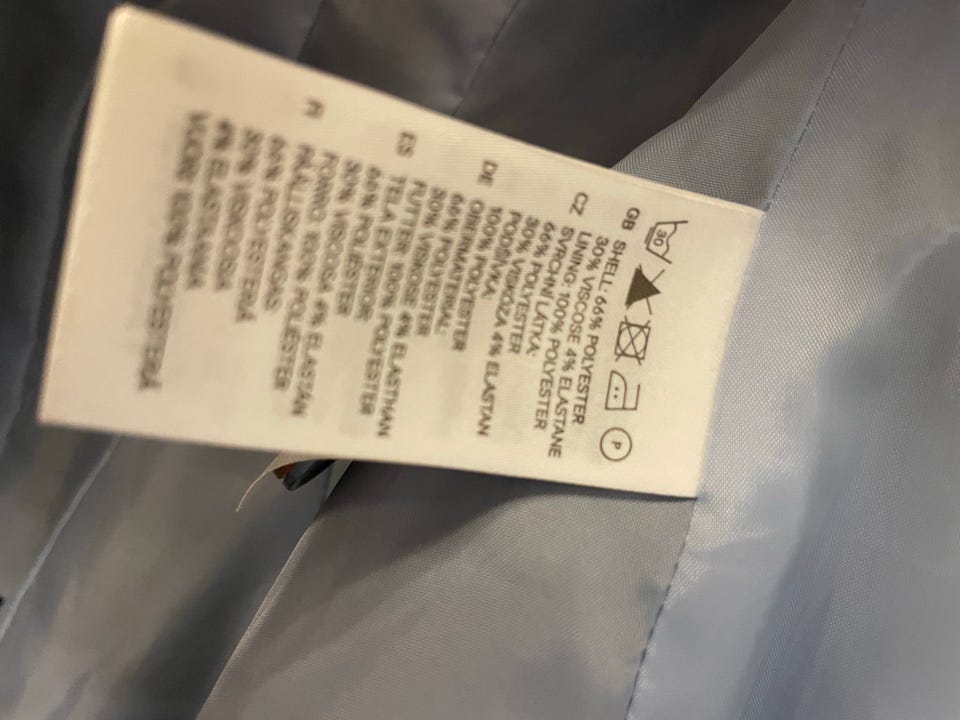 30
P
GB SHELL: 66% POLYESTER
30% VISCOSE 4% ELASTANE
LINING: 100% POLYESTER
CZ SVRCHNÍ LÁTKA:
66% POLYESTER
30% VISKÓZA 4% ELASTAN
PODŠÍVKA:
100% POLYESTER
DE OBERMATERIAL:
66% POLYESTER
30% VISKOSE 4% ELASTHAN
FUTTER: 100% POLYESTER
ES TELA EXTERIOR:
66% POLIÉSTER
30% VISCOSA 4% ELASTÁN
FORRO: 100% POLIÉSTER
FI PÄÄLLISKANGAS:
66% POLYESTERIÄ
30% VISKOOSIA
4% ELASTAANIA
VUORI: 100% POLYESTERIÄ